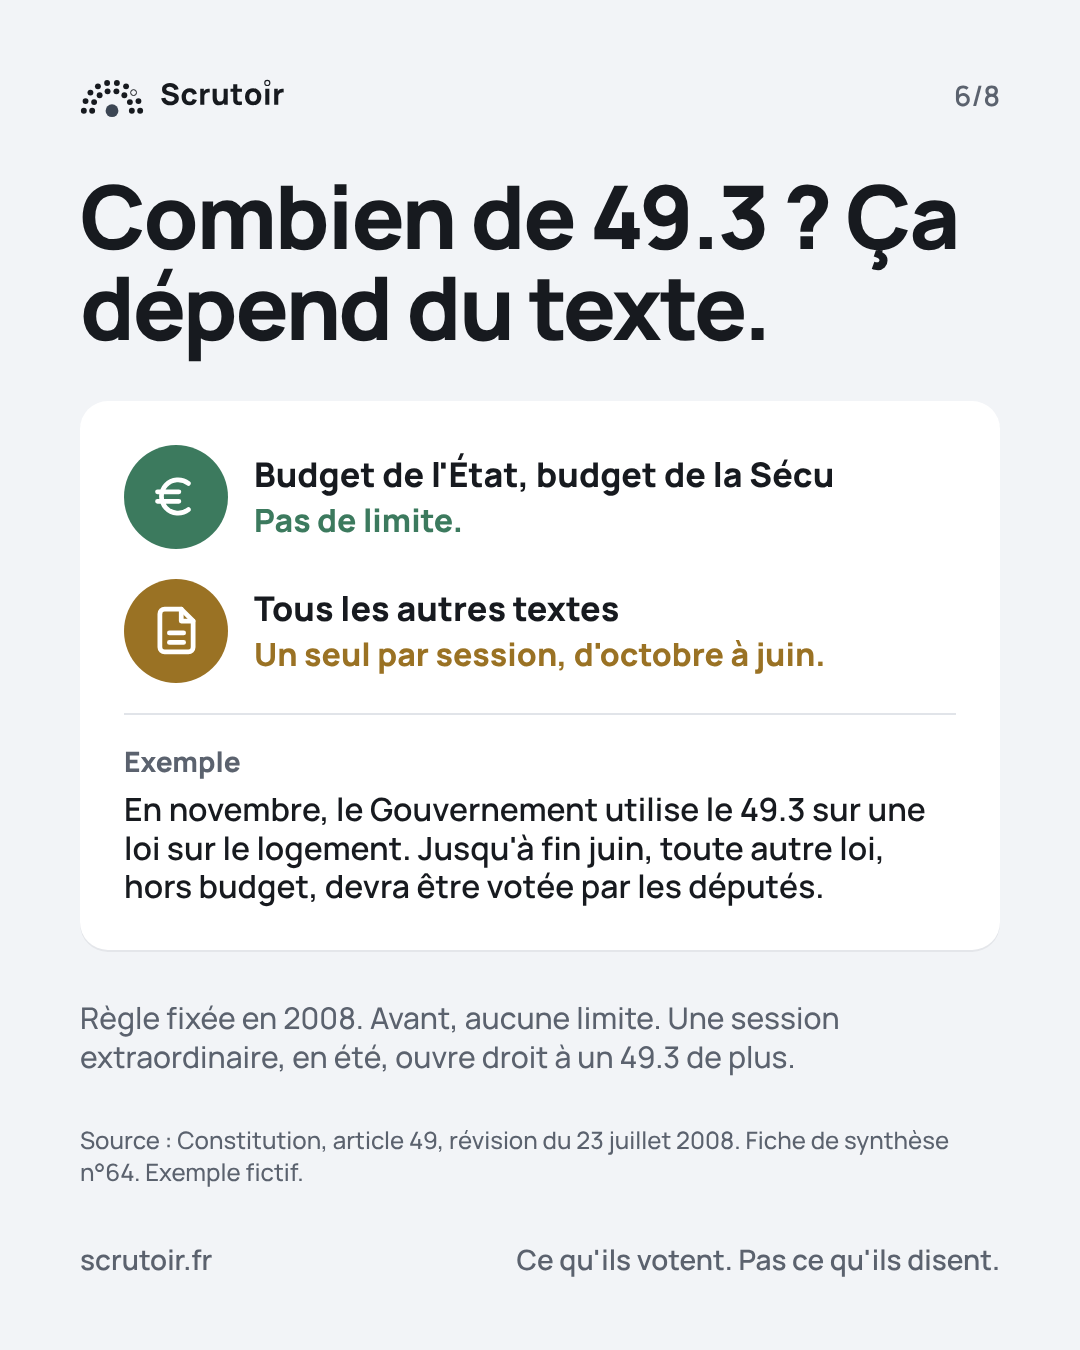 Scrutoir
6/8
Combien de 49.3 ? Ça
dépend du texte.
Budget de l'État, budget de la Sécu
Pas de limite.
Tous les autres textes
Un seul par session, d'octobre à juin.
Exemple
En novembre, le Gouvernement utilise le 49.3 sur une
loi sur le logement. Jusqu'à fin juin, toute autre loi,
hors budget, devra être votée par les députés.
Règle fixée en 2008. Avant, aucune limite. Une session
extraordinaire, en été, ouvre droit à un 49.3 de plus.
Source : Constitution, article 49, révision du 23 juillet 2008. Fiche de synthèse
n°64. Exemple fictif.
scrutoir.fr
Ce qu'ils votent. Pas ce qu'ils disent.